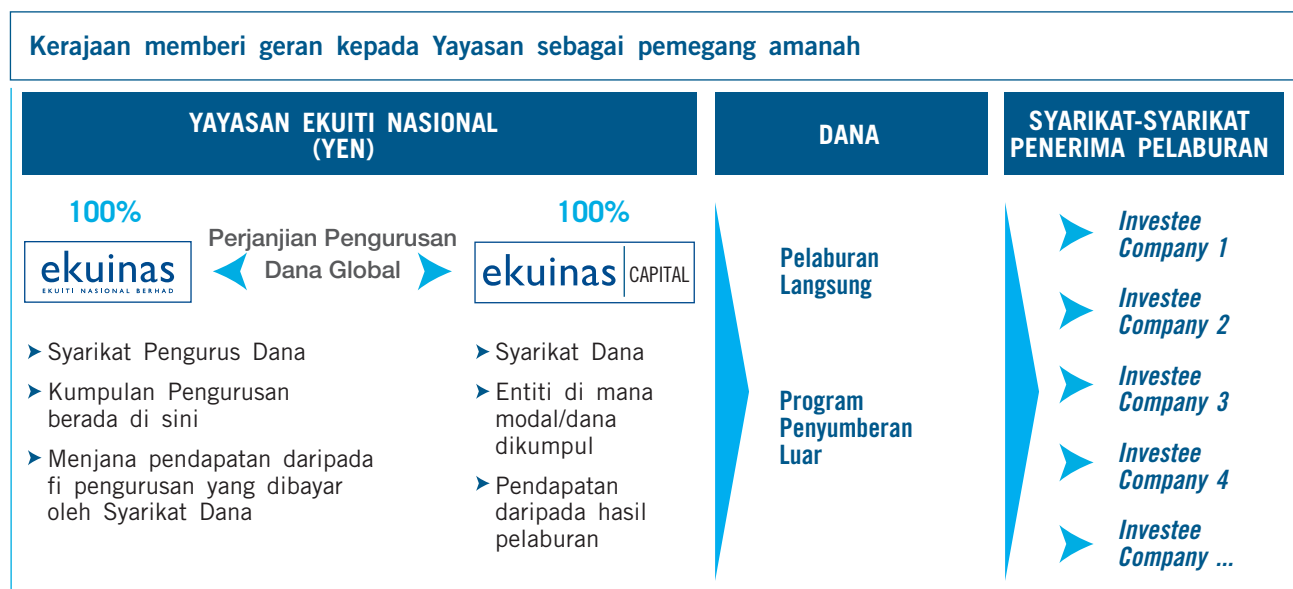 Kerajaan memberi geran kepada Yayasan sebagai pemegang amanah
YAYASAN EKUITI NASIONAL
(YEN)
100%
ekuinas
EKUITI NASIONAL BERHAD
Perjanjian Pengurusan
Dana Global
100%
ekuinas CAPITAL
Syarikat Pengurus Dana
Kumpulan Pengurusan
berada di sini
Menjana pendapatan daripada
fi pengurusan yang dibayar
oleh Syarikat Dana
Syarikat Dana
Entiti di mana
modal/dana
dikumpul
Pendapatan
daripada hasil
pelaburan
DANA
Pelaburan
Langsung
Program
Penyumberan
Luar
SYARIKAT-SYARIKAT
PENERIMA PELABURAN
Investee
Company 1
Investee
Company 2
Investee
Company 3
Investee
Company 4
Investee
Company ...